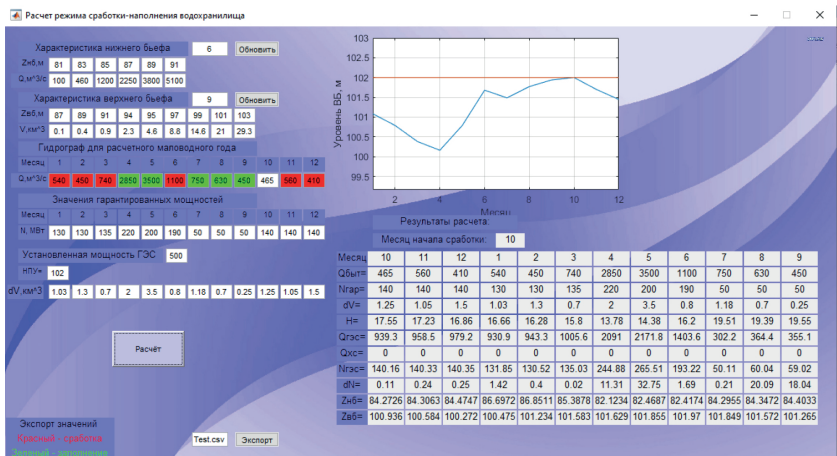 Расчет режима сработки-наполнения водохранилища
Характеристика нижнего бьефа 6 Обновить
Zнб,м 81 83 85 87 89 91
Q,м^3/с 100 460 1200 2250 3800 5100
Характеристика верхнего бьефа 9 Обновить
Zвб,м 87 89 91 94 95 97 99 101 103
V,км^3 0.1 0.4 0.9 2.3 4.6 8.8 14.6 21 29.3
Гидрограф для расчетного маловодного года
Месяц 1 2 3 4 5 6 7 8 9 10 11 12
Q,м^3/с 540 450 740 2850 3500 1100 750 630 450 465 560 410
Значения гарантированных мощностей
Месяц 1 2 3 4 5 6 7 8 9 10 11 12
N, МВт 130 130 135 220 200 190 50 50 50 140 140 140
Установленная мощность ГЭС 500
НПУ= 102
dV,км^3 1.03 1.3 0.7 2 3.5 0.8 1.18 0.7 0.25 1.25 1.05 1.5
Расчёт
Экспорт значений
Красный - сработка
Зеленый - заполнение
Test.csv Экспорт
103
102.5
102
101.5
101
100.5
100
99.5
Уровень ВБ, м
2 4 6 8 10 12
Месяц
Результаты расчета:
Месяц начала сработки: 10
Месяц 10 11 12 1 2 3 4 5 6 7 8 9
Qбыт= 465 560 410 540 450 740 2850 3500 1100 750 630 450
Nгар= 140 140 140 130 130 135 220 200 190 50 50 50
dV= 1.25 1.05 1.5 1.03 1.3 0.7 2 3.5 0.8 1.18 0.7 0.25
H= 17.55 17.23 16.86 16.66 16.28 15.8 13.78 14.38 16.2 19.51 19.39 19.55
Qгэс= 939.3 958.5 979.2 930.9 943.3 1005.6 2091 2171.8 1403.6 302.2 364.4 355.1
Qхс= 0 0 0 0 0 0 0 0 0 0 0 0
Nгэс= 140.16 140.33 140.35 131.85 130.52 135.03 244.88 265.51 193.22 50.11 60.04 59.02
dN= 0.11 0.24 0.25 1.42 0.4 0.02 11.31 32.75 1.69 0.21 20.09 18.04
Zнб= 84.2726 84.3063 84.4747 86.6972 86.8511 85.3878 82.1234 82.4687 82.4174 84.2955 84.3472 84.4033
Zвб= 100.936 100.584 100.272 100.475 101.234 101.583 101.629 101.855 101.97 101.849 101.572 101.265